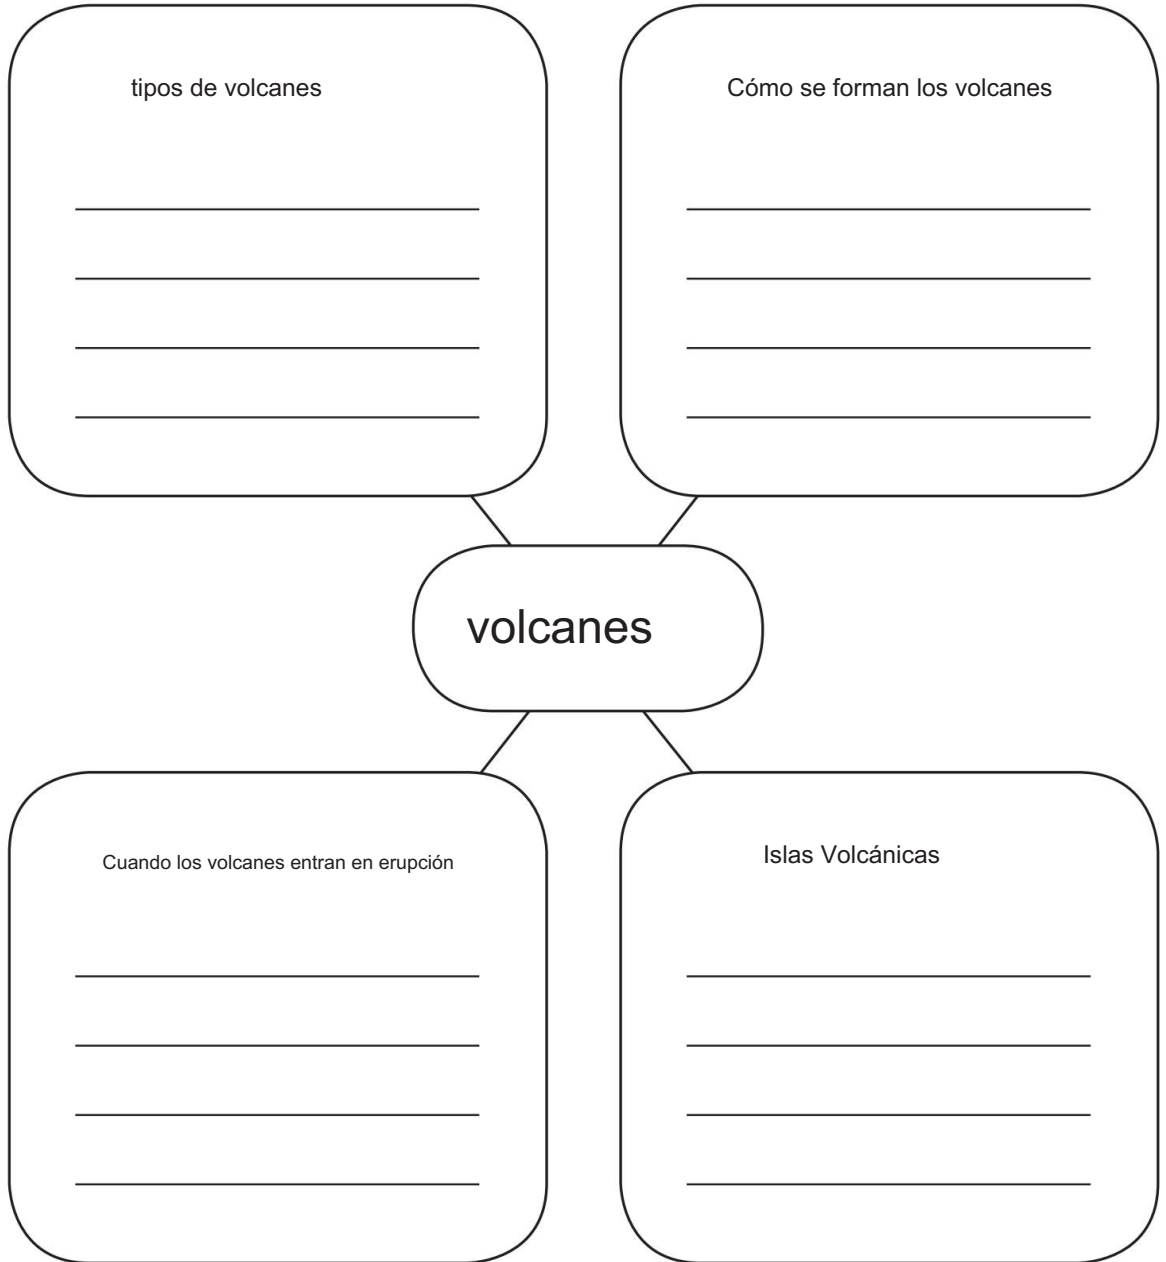 tipos de volcanes
Cómo se forman los volcanes
volcanes
Cuando los volcanes entran en erupción
Islas Volcánicas